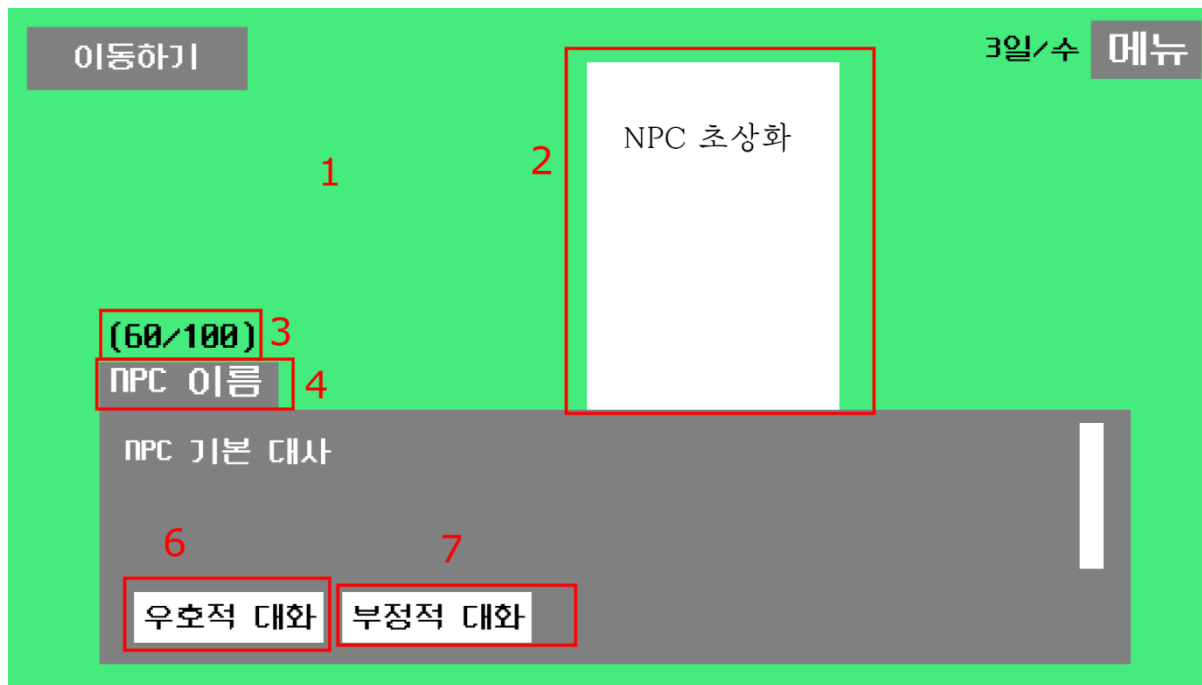 이동하기
3일/수
메뉴
NPC 초상화
1
2
(60/100)
3
NPC 이름
4
NPC 기본 대사
6
7
우호적 대화
부정적 대화